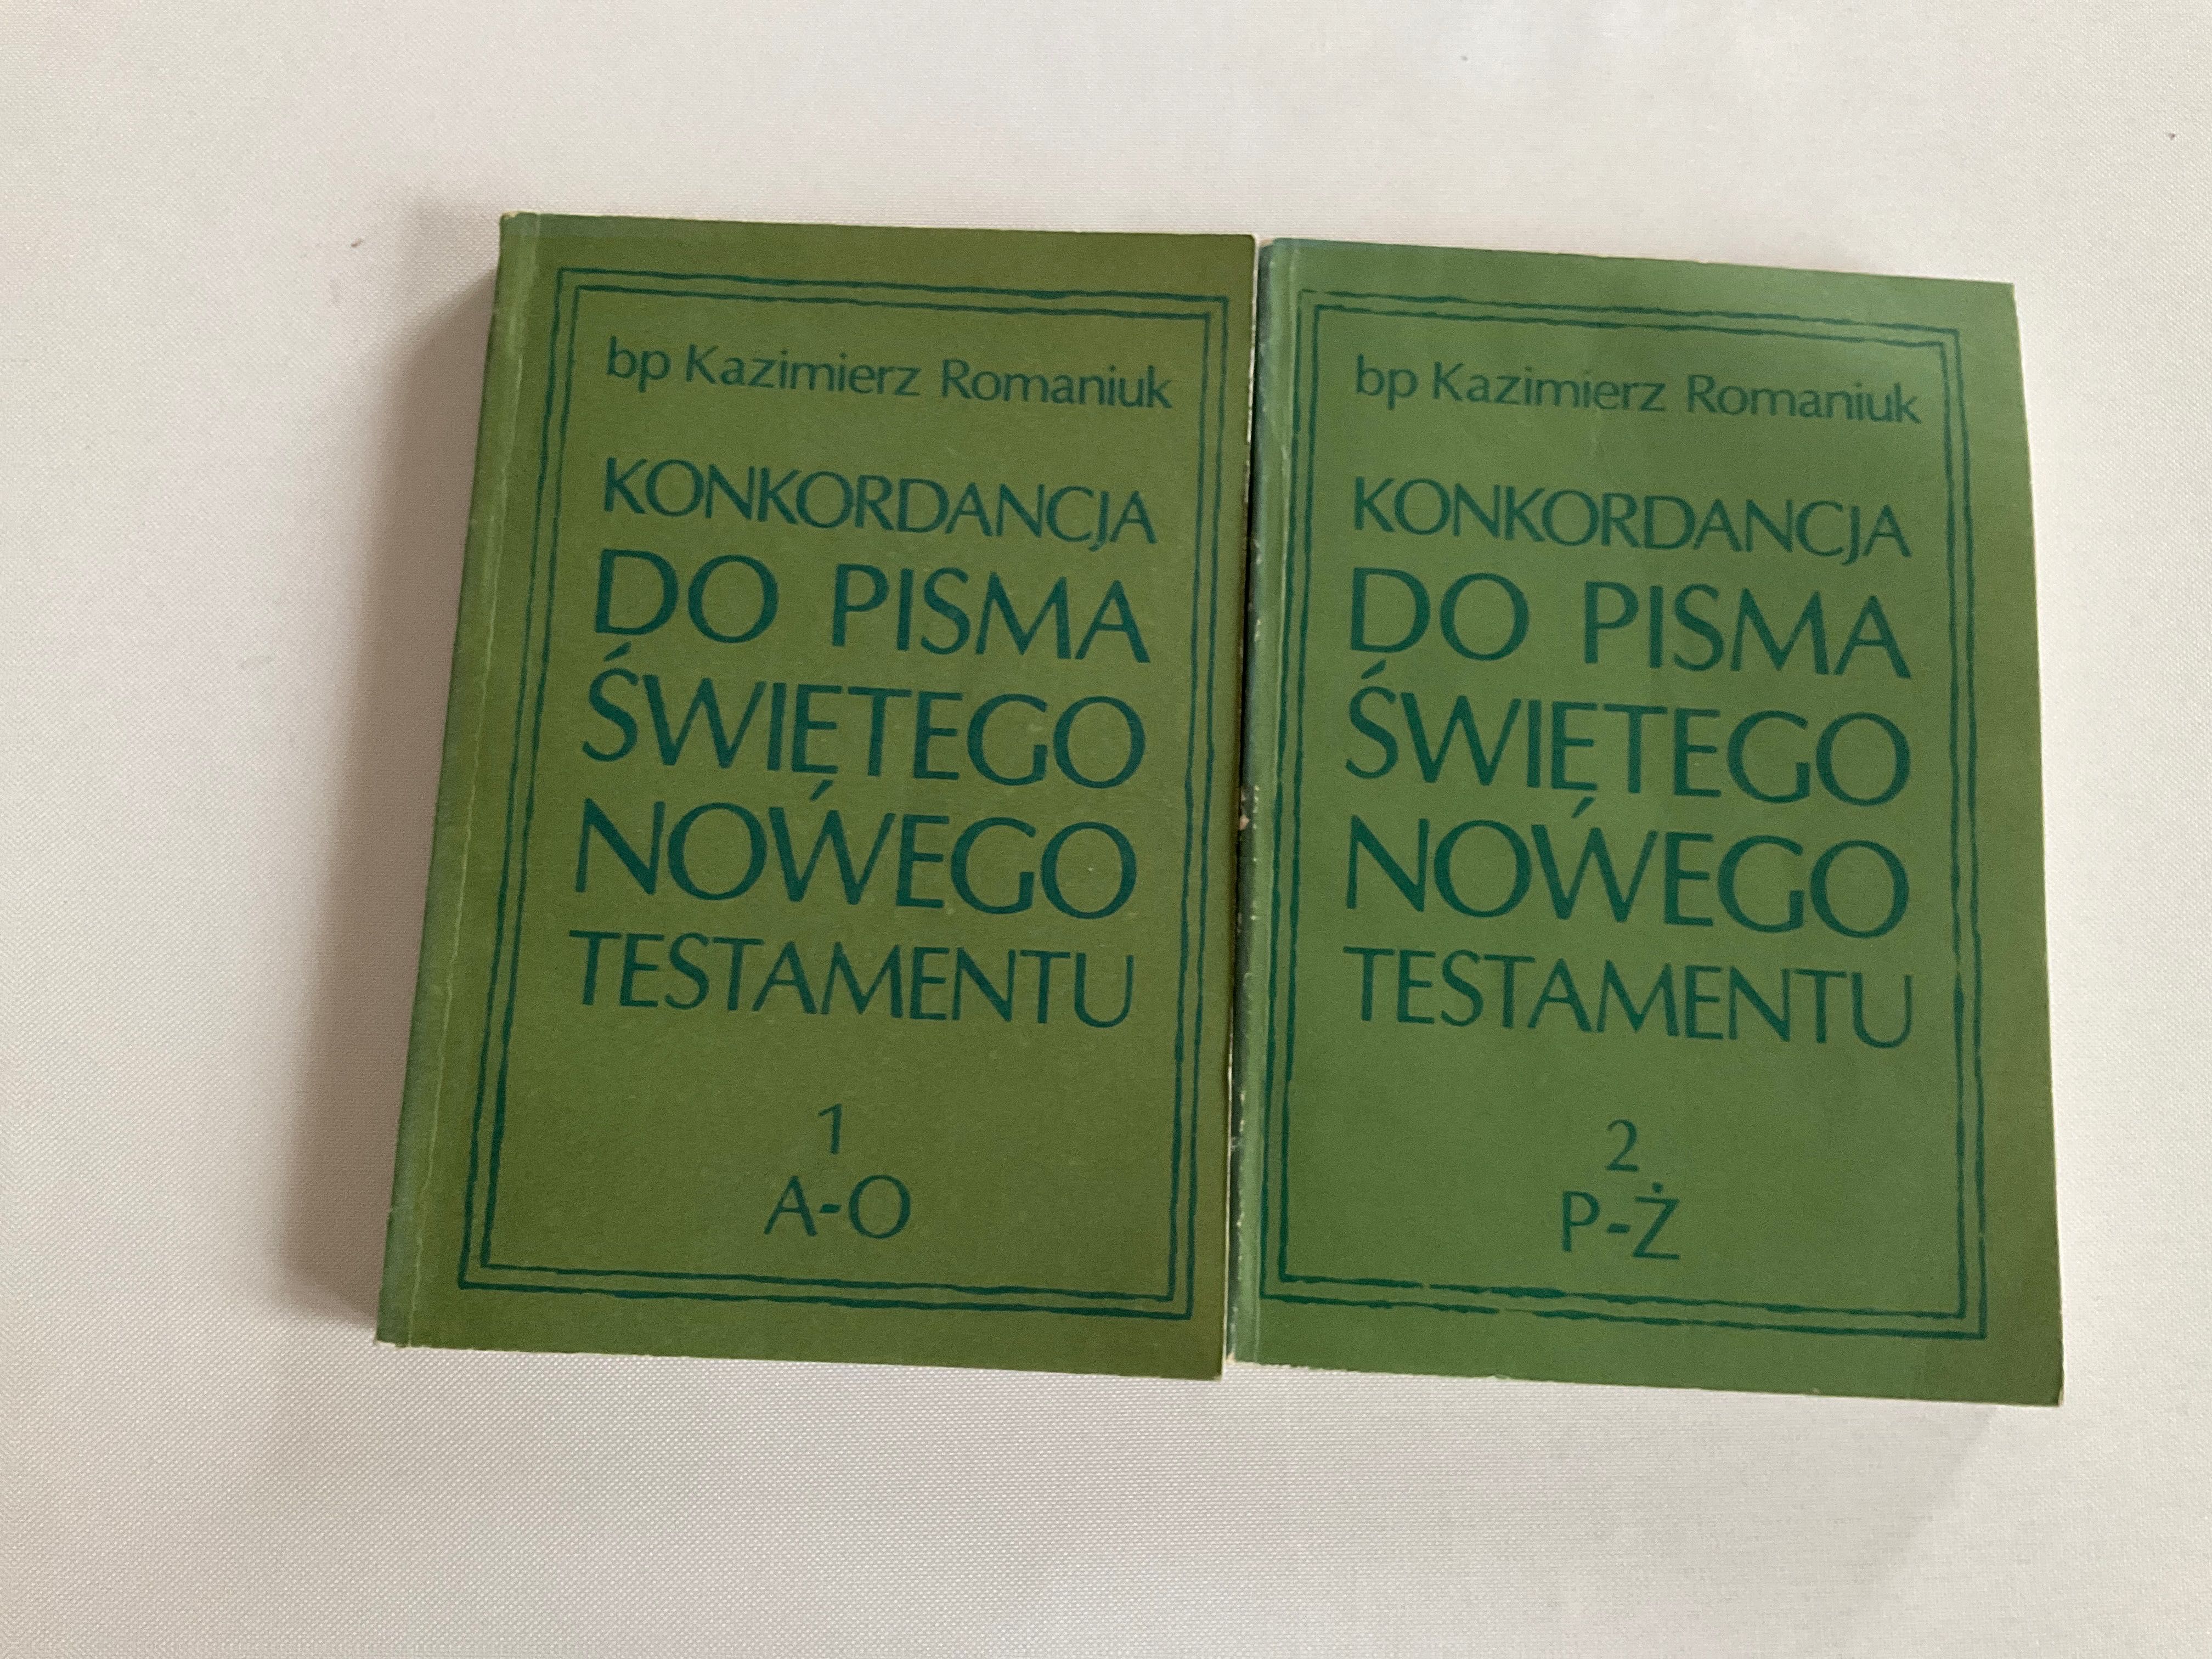 bp Kazimierz Romaniuk
KONKORDANCJA
DO PISMA
ŚWIĘTEGO
NOWEGO
TESTAMENTU
1
A-O
bp Kazimierz Romaniuk
KONKORDANCJA
DO PISMA
ŚWIĘTEGO
NOWEGO
TESTAMENTU
2
P-Ż